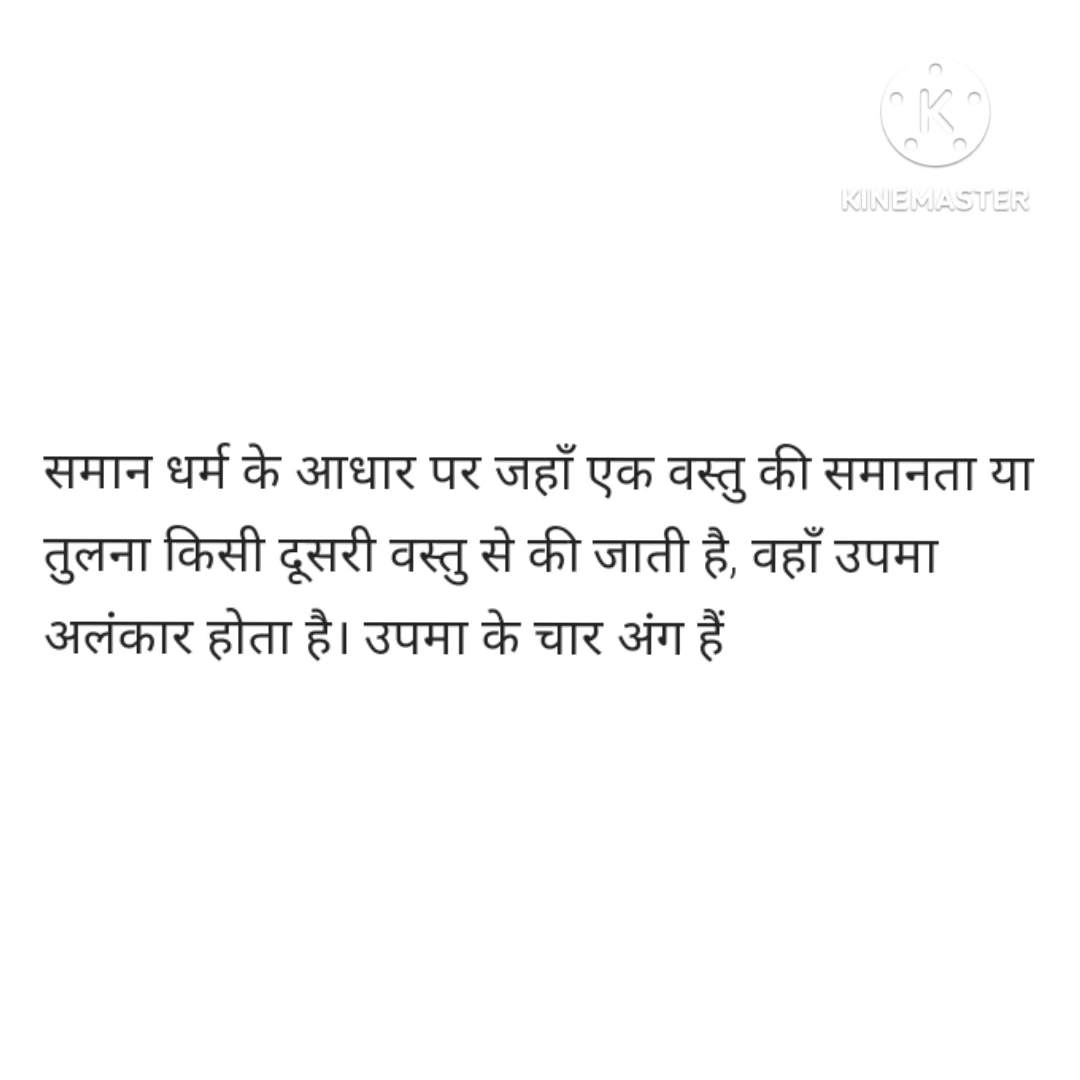 KINEMASTER
समान धर्म के आधार पर जहाँ एक वस्तु की समानता या
तुलना किसी दूसरी वस्तु से की जाती है, वहाँ उपमा
अलंकार होता है। उपमा के चार अंग हैं